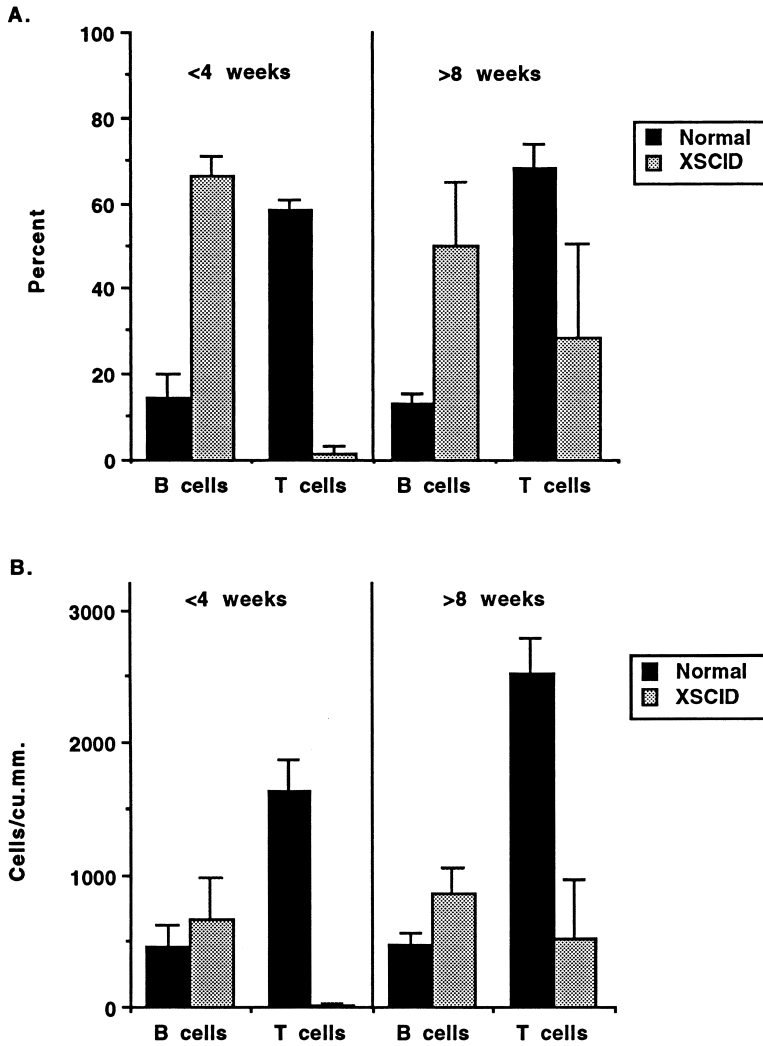 A.
100
80
60
40
20
0
Percent
<4 weeks
>8 weeks
Normal
XSCID
B cells
T cells
B cells
T cells
B.
3000
2000
1000
0
Cells/cu.mm.
<4 weeks
>8 weeks
Normal
XSCID
B cells
T cells
B cells
T cells